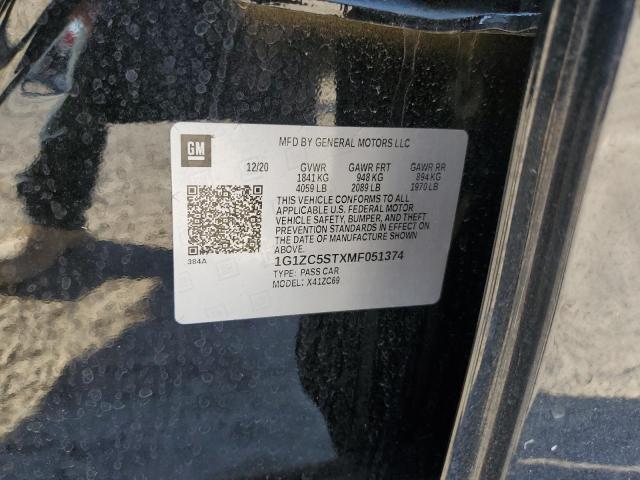 GM
MFD BY GENERAL MOTORS LLC
12/20 GVWR GAWR FRT GAWR RR
1841 KG 948 KG 894 KG
4059 LB 2089 LB 1970 LB
THIS VEHICLE CONFORMS TO ALL
APPLICABLE U.S. FEDERAL MOTOR
VEHICLE SAFETY, BUMPER, AND THEFT
PREVENTION STANDARDS IN EFFECT ON
THE DATE OF MANUFACTURE SHOWN
ABOVE.
384A
1G1ZC5STXMF051374
TYPE: PASS CAR
MODEL: X41ZC69